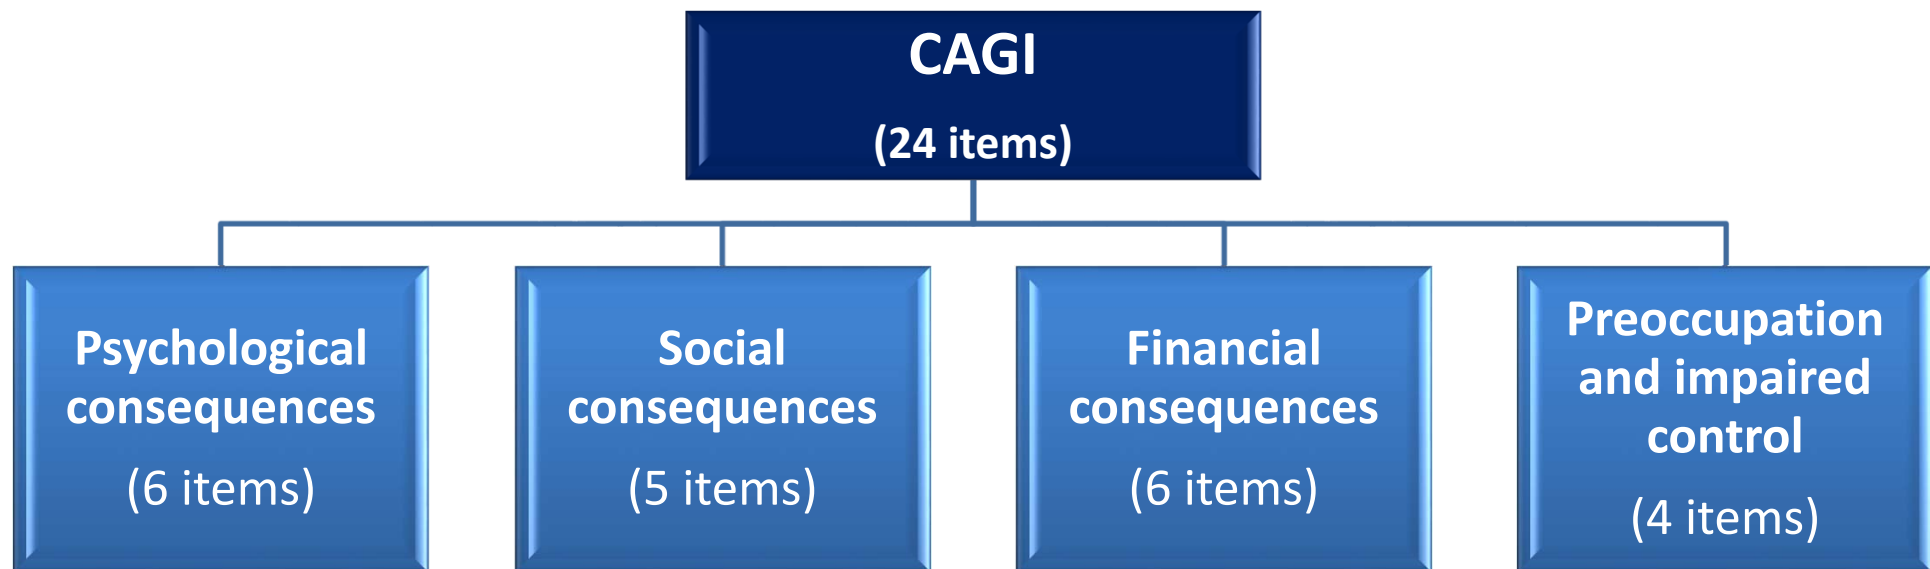 CAGI
(24 items)
Psychological
consequences
(6 items)
Social
consequences
(5 items)
Financial
consequences
(6 items)
Preoccupation
and impaired
control
(4 items)